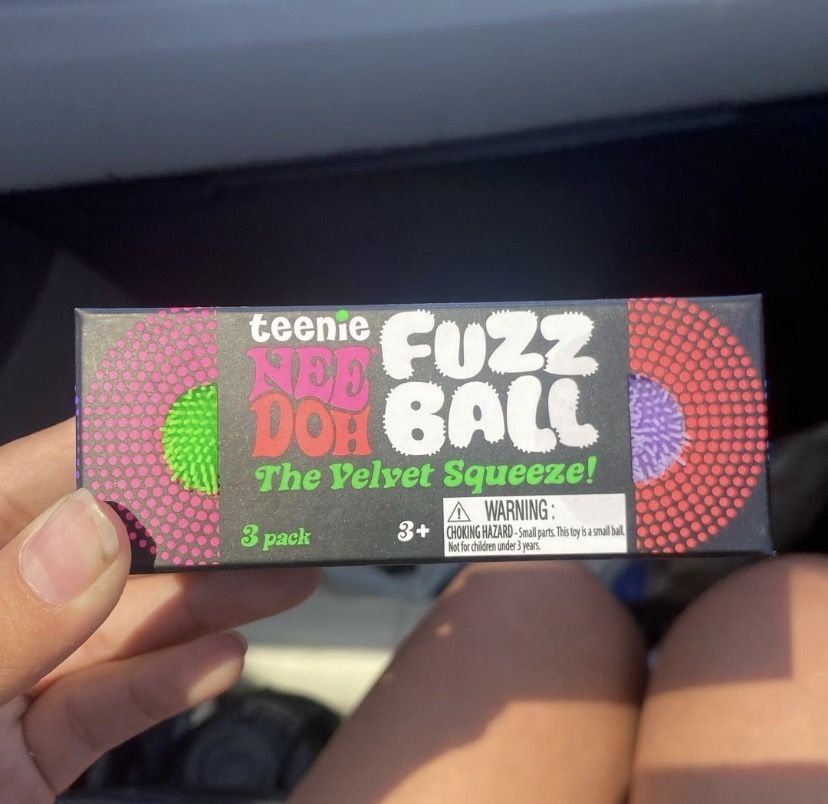 teenie
NEE
DOH
FUZZ
BALL
The Velvet Squeeze!
3 pack
3+
WARNING:
CHOKING HAZARD - Small parts. This toy is a small ball.
Not for children under 3 years.